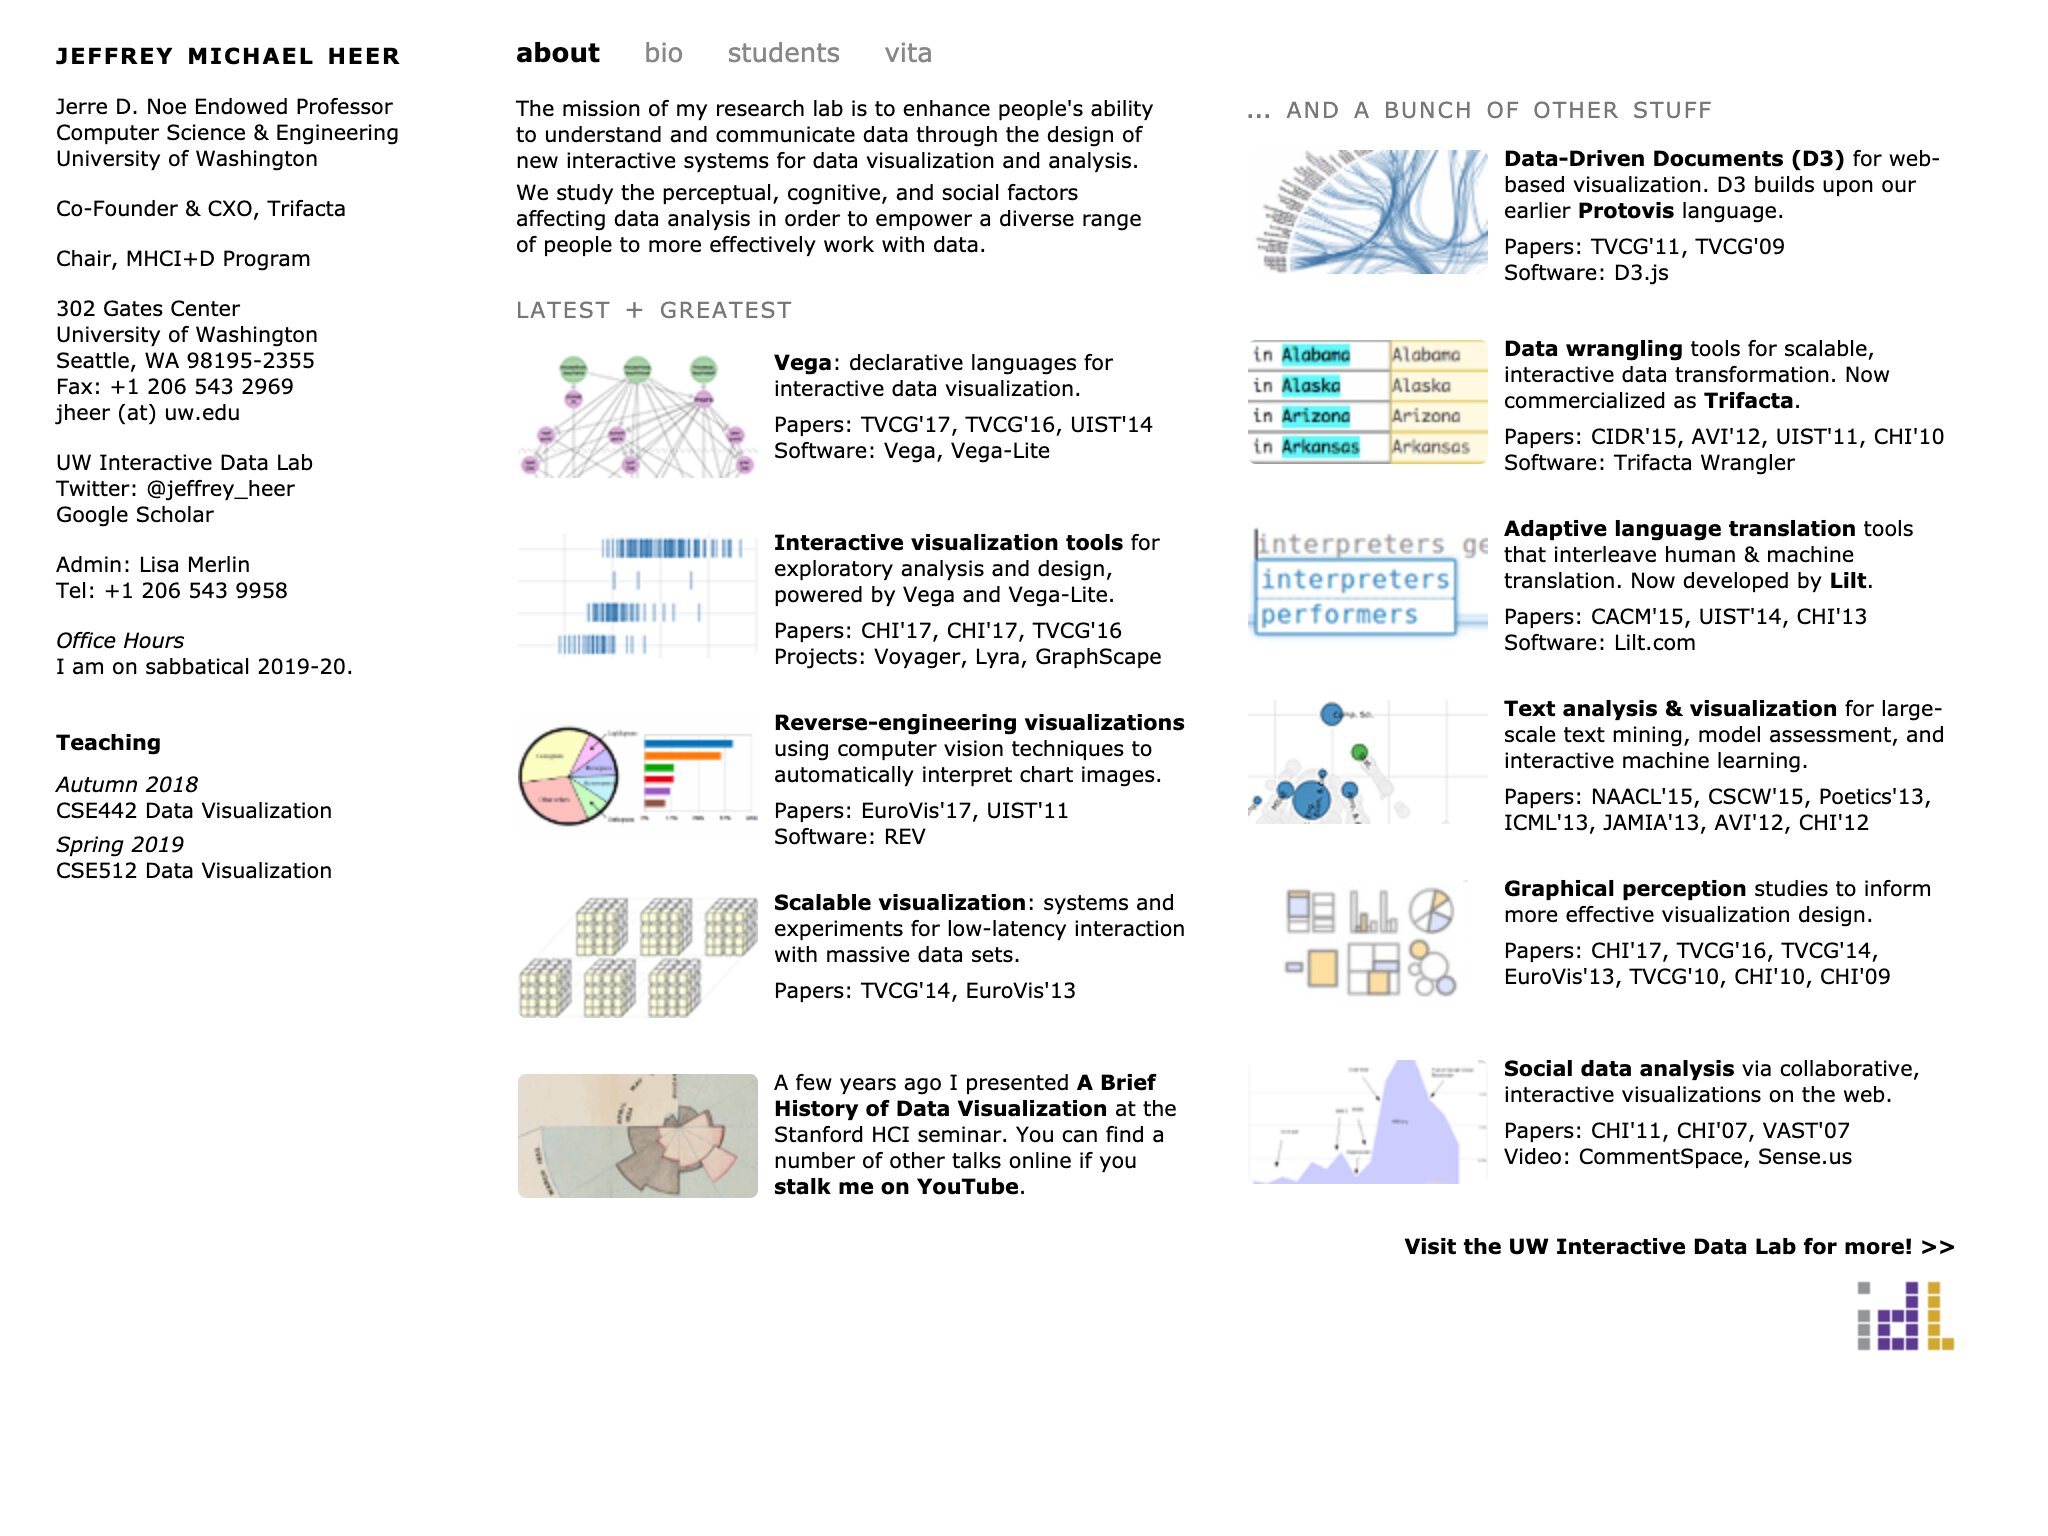 JEFFREY MICHAEL HEER
Jerre D. Noe Endowed Professor
Computer Science & Engineering
University of Washington
Co-Founder & CXO, Trifacta
Chair, MHCI+D Program
302 Gates Center
University of Washington
Seattle, WA 98195-2355
Fax: +1 206 543 2969
jheer (at) uw.edu
UW Interactive Data Lab
Twitter: @jeffrey_heer
Google Scholar
Admin: Lisa Merlin
Tel: +1 206 543 9958
Office Hours
I am on sabbatical 2019-20.
Teaching
Autumn 2018
CSE442 Data Visualization
Spring 2019
CSE512 Data Visualization
about bio students vita
The mission of my research lab is to enhance people's ability
to understand and communicate data through the design of
new interactive systems for data visualization and analysis.
We study the perceptual, cognitive, and social factors
affecting data analysis in order to empower a diverse range
of people to more effectively work with data.
LATEST + GREATEST
Vega: declarative languages for
interactive data visualization.
Papers: TVCG'17, TVCG'16, UIST'14
Software: Vega, Vega-Lite
Interactive visualization tools for
exploratory analysis and design,
powered by Vega and Vega-Lite.
Papers: CHI'17, CHI'17, TVCG'16
Projects: Voyager, Lyra, GraphScape
Reverse-engineering visualizations
using computer vision techniques to
automatically interpret chart images.
Papers: EuroVis'17, UIST'11
Software: REV
Scalable visualization: systems and
experiments for low-latency interaction
with massive data sets.
Papers: TVCG'14, EuroVis'13
A few years ago I presented A Brief
History of Data Visualization at the
Stanford HCI seminar. You can find a
number of other talks online if you
stalk me on YouTube.
... AND A BUNCH OF OTHER STUFF
Data-Driven Documents (D3) for web-
based visualization. D3 builds upon our
earlier Protovis language.
Papers: TVCG'11, TVCG'09
Software: D3.js
in Alabama Alabama
in Alaska Alaska
in Arizona Arizona
in Arkansas Arkansas
Data wrangling tools for scalable,
interactive data transformation. Now
commercialized as Trifacta.
Papers: CIDR'15, AVI'12, UIST'11, CHI'10
Software: Trifacta Wrangler
interpreters ge
interpreters
performers
Adaptive language translation tools
that interleave human & machine
translation. Now developed by Lilt.
Papers: CACM'15, UIST'14, CHI'13
Software: Lilt.com
Comp. Sci.
Text analysis & visualization for large-
scale text mining, model assessment, and
interactive machine learning.
Papers: NAACL'15, CSCW'15, Poetics'13,
ICML'13, JAMIA'13, AVI'12, CHI'12
Graphical perception studies to inform
more effective visualization design.
Papers: CHI'17, TVCG'16, TVCG'14,
EuroVis'13, TVCG'10, CHI'10, CHI'09
Social data analysis via collaborative,
interactive visualizations on the web.
Papers: CHI'11, CHI'07, VAST'07
Video: CommentSpace, Sense.us
Visit the UW Interactive Data Lab for more! >>
idl